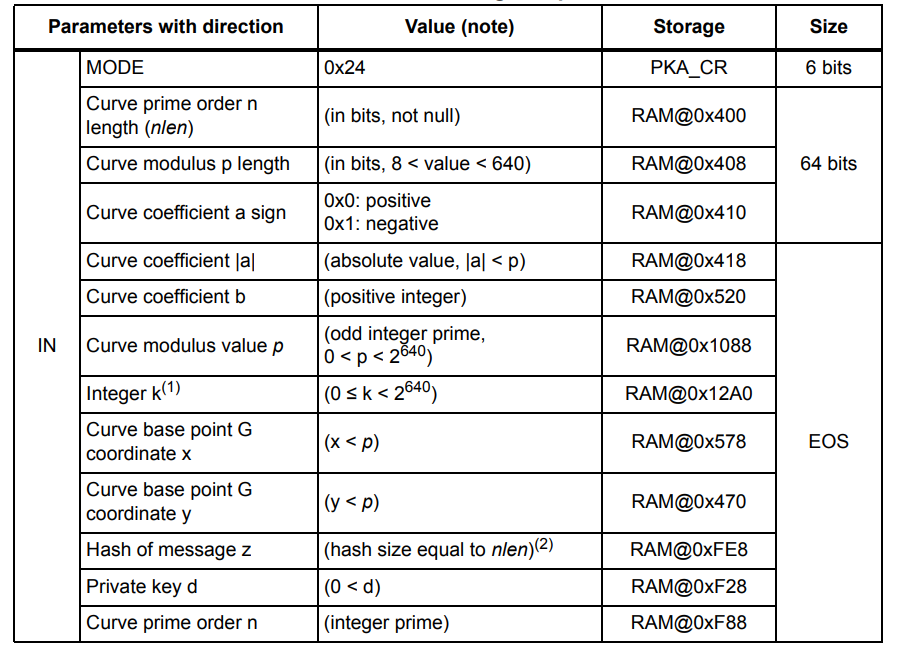 Parameters with direction Value (note) Storage Size
MODE 0x24 PKA_CR 6 bits
Curve prime order n
length (nlen) (in bits, not null) RAM@0x400
Curve modulus p length (in bits, 8 < value < 640) RAM@0x408 64 bits
Curve coefficient a sign 0x0: positive
0x1: negative RAM@0x410
Curve coefficient |a| (absolute value, |a| < p) RAM@0x418
Curve coefficient b (positive integer) RAM@0x520
IN Curve modulus value p (odd integer prime,
0 < p < 2^640) RAM@0x1088
Integer k(1) (0 ≤ k < 2^640) RAM@0x12A0
Curve base point G
coordinate x (x < p) RAM@0x578 EOS
Curve base point G
coordinate y (y < p) RAM@0x470
Hash of message z (hash size equal to nlen)(2) RAM@0xFE8
Private key d (0 < d) RAM@0xF28
Curve prime order n (integer prime) RAM@0xF88